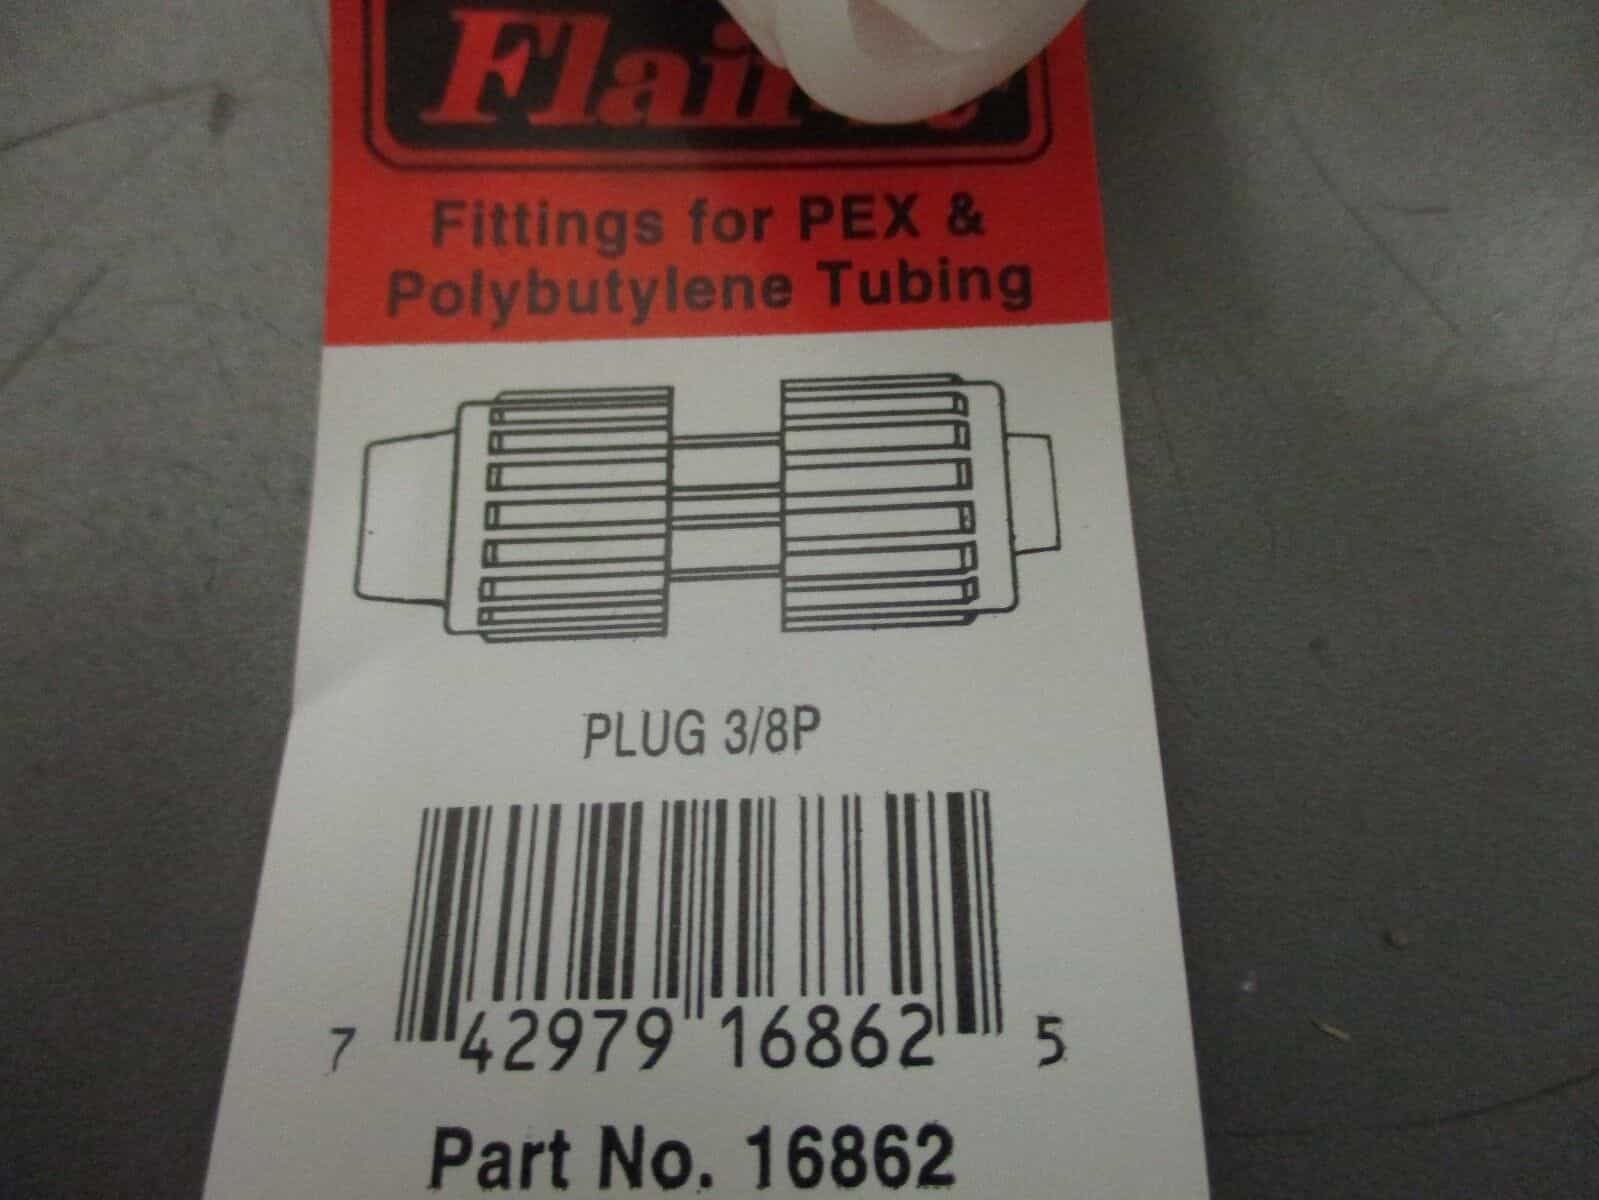 Fittings for PEX &
Polybutylene Tubing
PLUG 3/8P
7 42979 16862 5
Part No. 16862